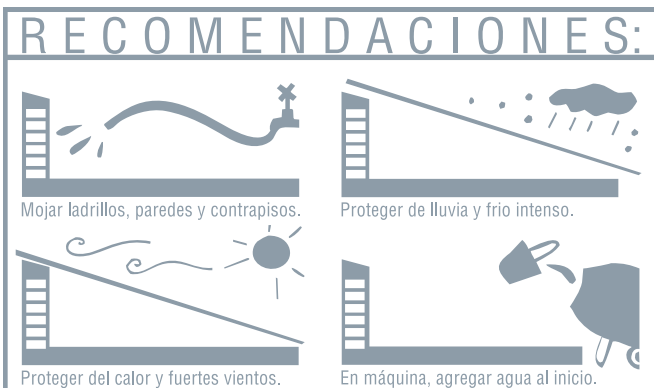 RECOMENDACIONES:
Mojar ladrillos, paredes y contrapisos.
Proteger de lluvia y frio intenso.
Proteger del calor y fuertes vientos.
En máquina, agregar agua al inicio.